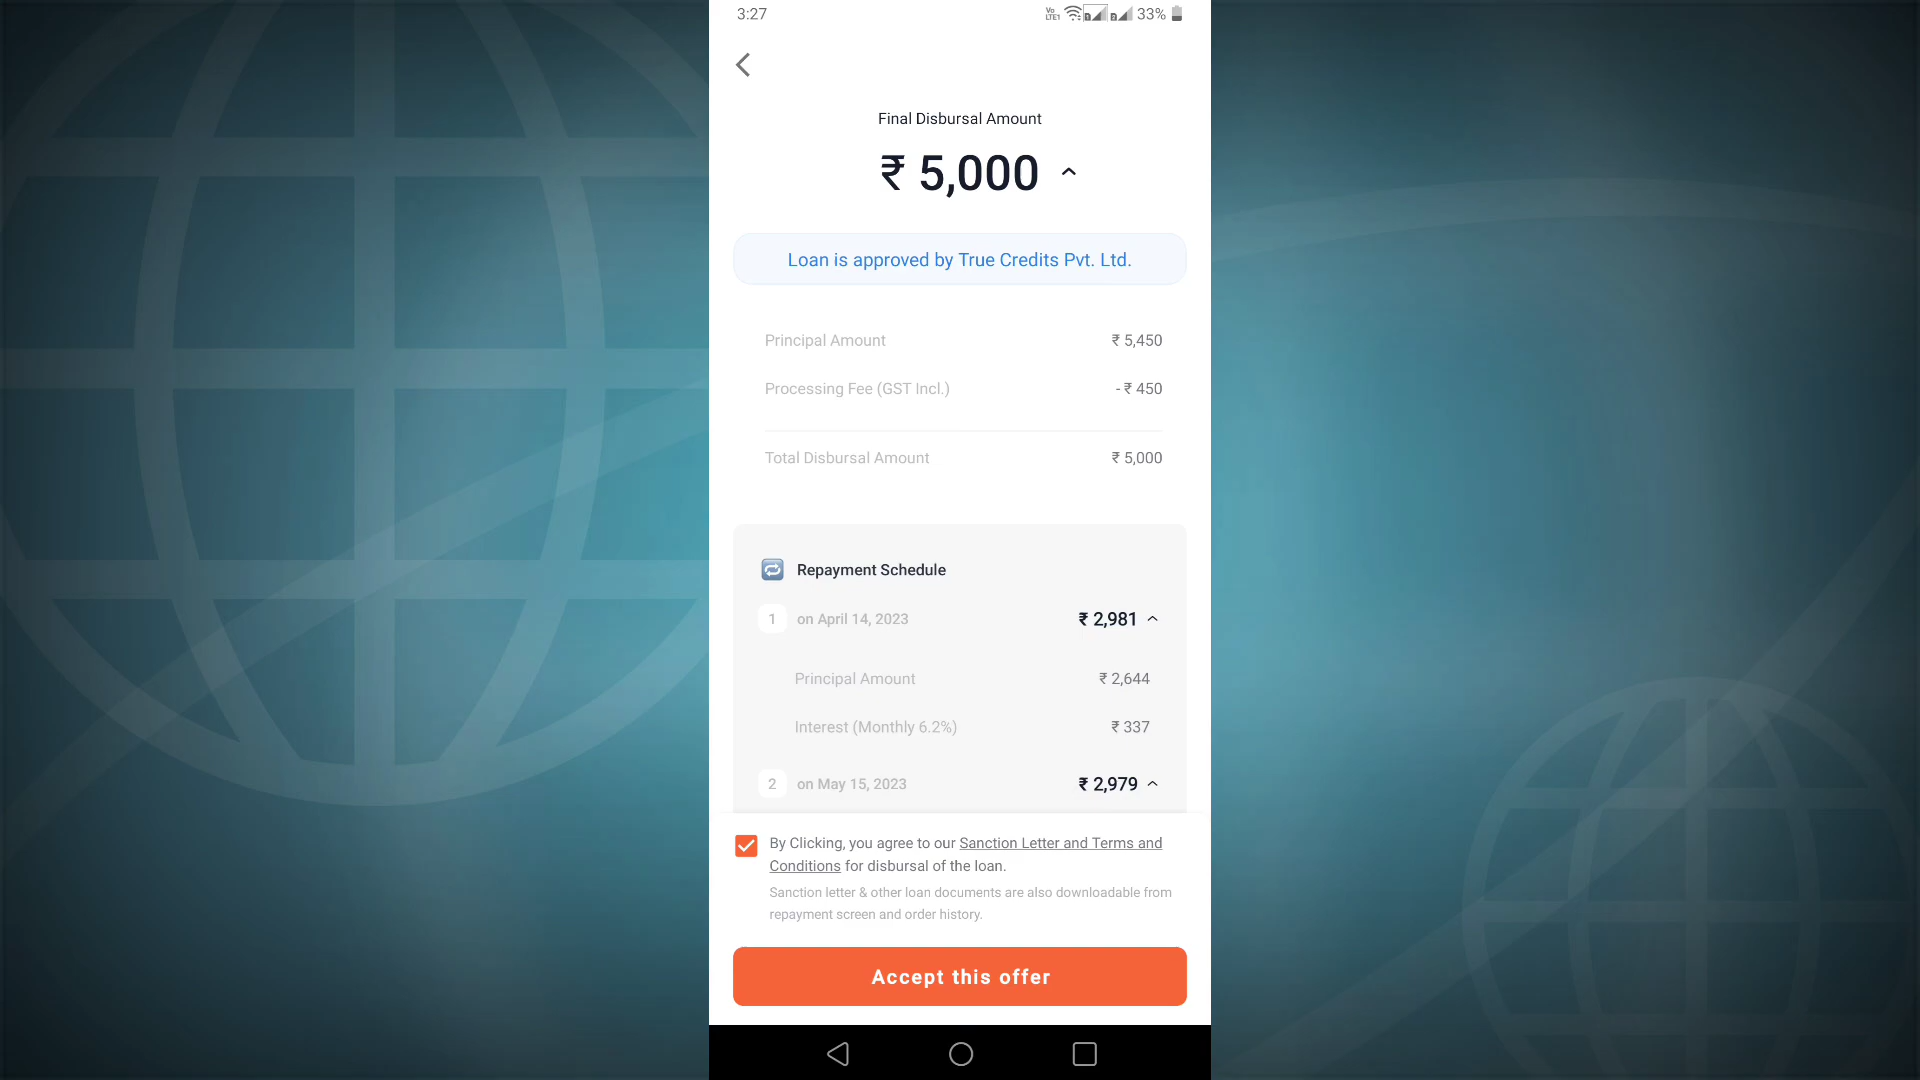 3:27
Vo
LTE1
1
2
33%
Final Disbursal Amount
₹ 5,000
Loan is approved by True Credits Pvt. Ltd.
Principal Amount ₹ 5,450
Processing Fee (GST Incl.) - ₹ 450
Total Disbursal Amount ₹ 5,000
Repayment Schedule
1 on April 14, 2023 ₹ 2,981
Principal Amount ₹ 2,644
Interest (Monthly 6.2%) ₹ 337
2 on May 15, 2023 ₹ 2,979
By Clicking, you agree to our Sanction Letter and Terms and
Conditions for disbursal of the loan.
Sanction letter & other loan documents are also downloadable from
repayment screen and order history.
Accept this offer